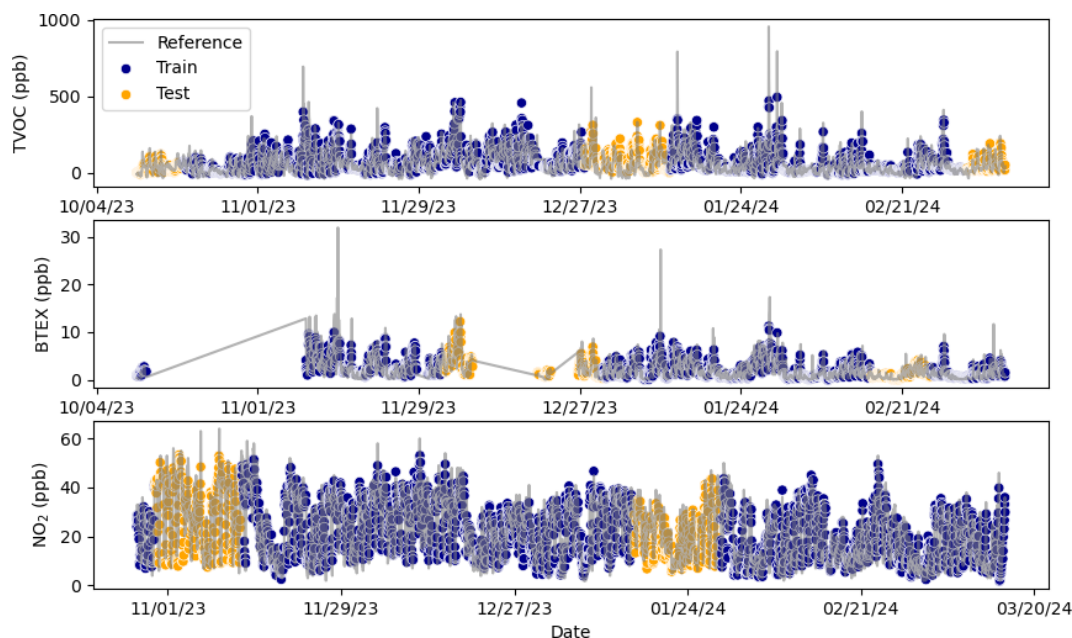 TVOC (ppb)
1000
500
0
Reference
Train
Test
10/04/23 11/01/23 11/29/23 12/27/23 01/24/24 02/21/24
BTEX (ppb)
30
20
10
0
10/04/23 11/01/23 11/29/23 12/27/23 01/24/24 02/21/24
NO₂ (ppb)
60
40
20
0
11/01/23 11/29/23 12/27/23 01/24/24 02/21/24 03/20/24
Date